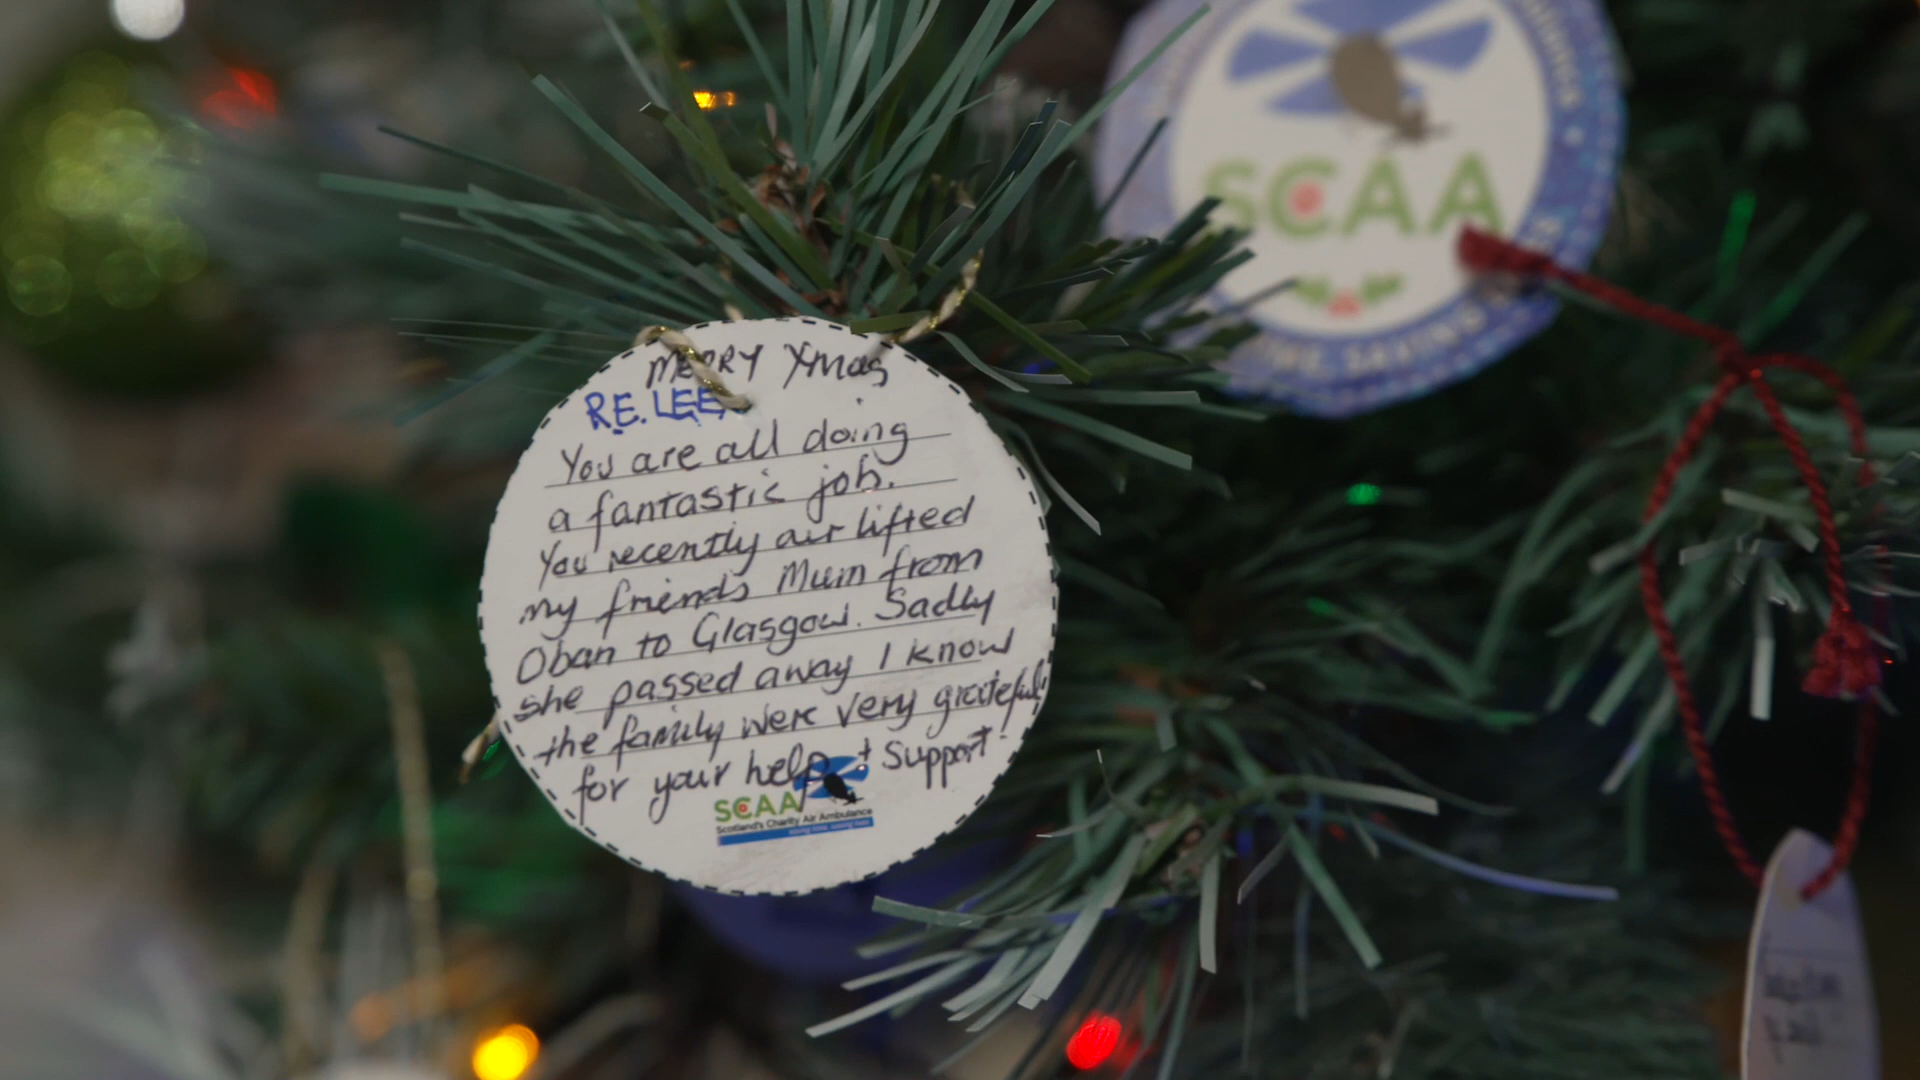 MERRY Xmas
RE. LEE
You are all doing
a fantastic job.
You recently air lifted
my friends Mum from
Oban to Glasgow. Sadly
she passed away I know
the family were very grateful
for your help + Support.
SCAA
Scotland's Charity Air Ambulance
SCAA